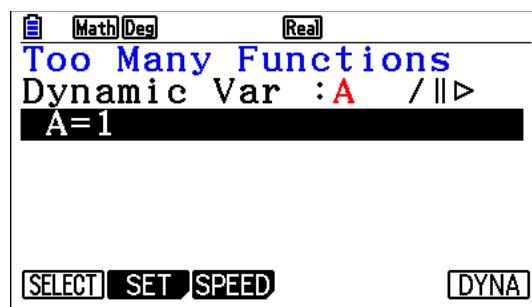 Math Deg Real
Too Many Functions
Dynamic Var :A /||▷
A=1
SELECT SET SPEED DYNA